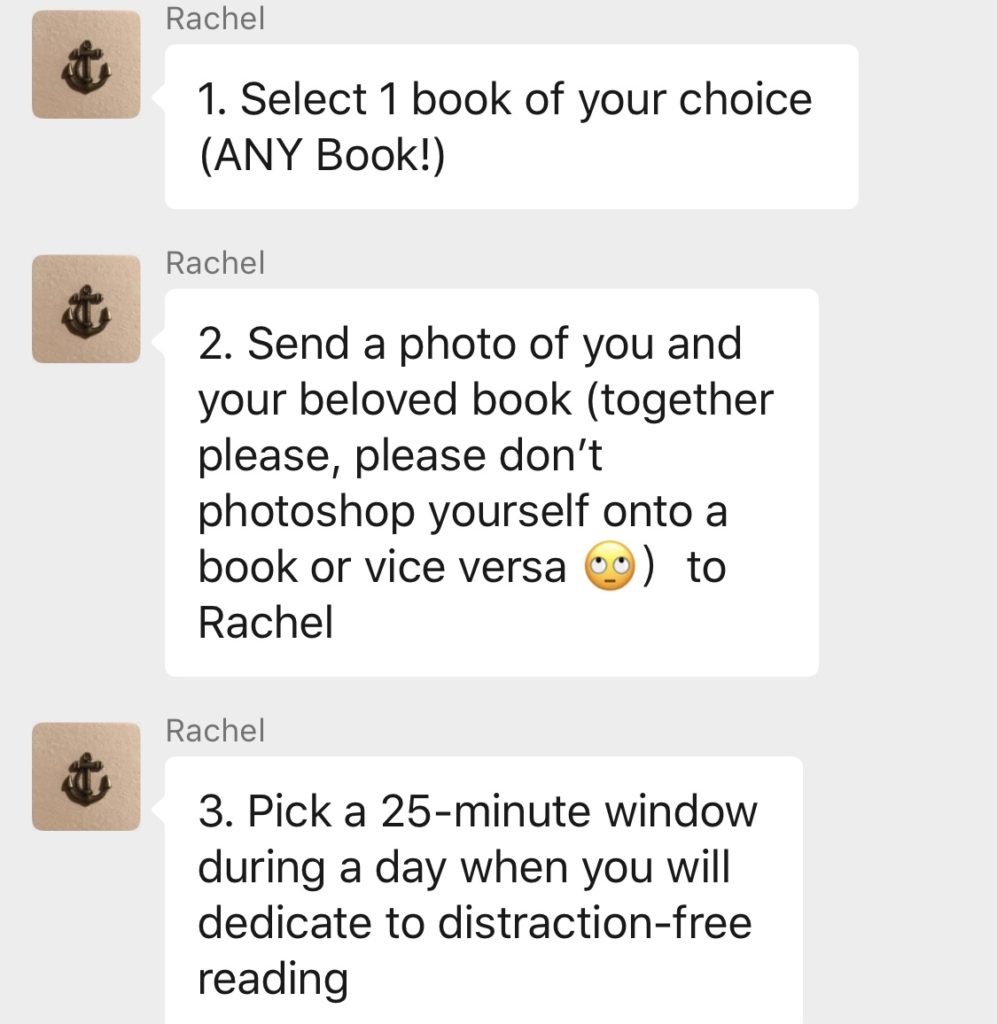 Rachel
1. Select 1 book of your choice
(ANY Book!)
Rachel
2. Send a photo of you and
your beloved book (together
please, please don’t
photoshop yourself onto a
book or vice versa 🙄)  to
Rachel
Rachel
3. Pick a 25-minute window
during a day when you will
dedicate to distraction-free
reading